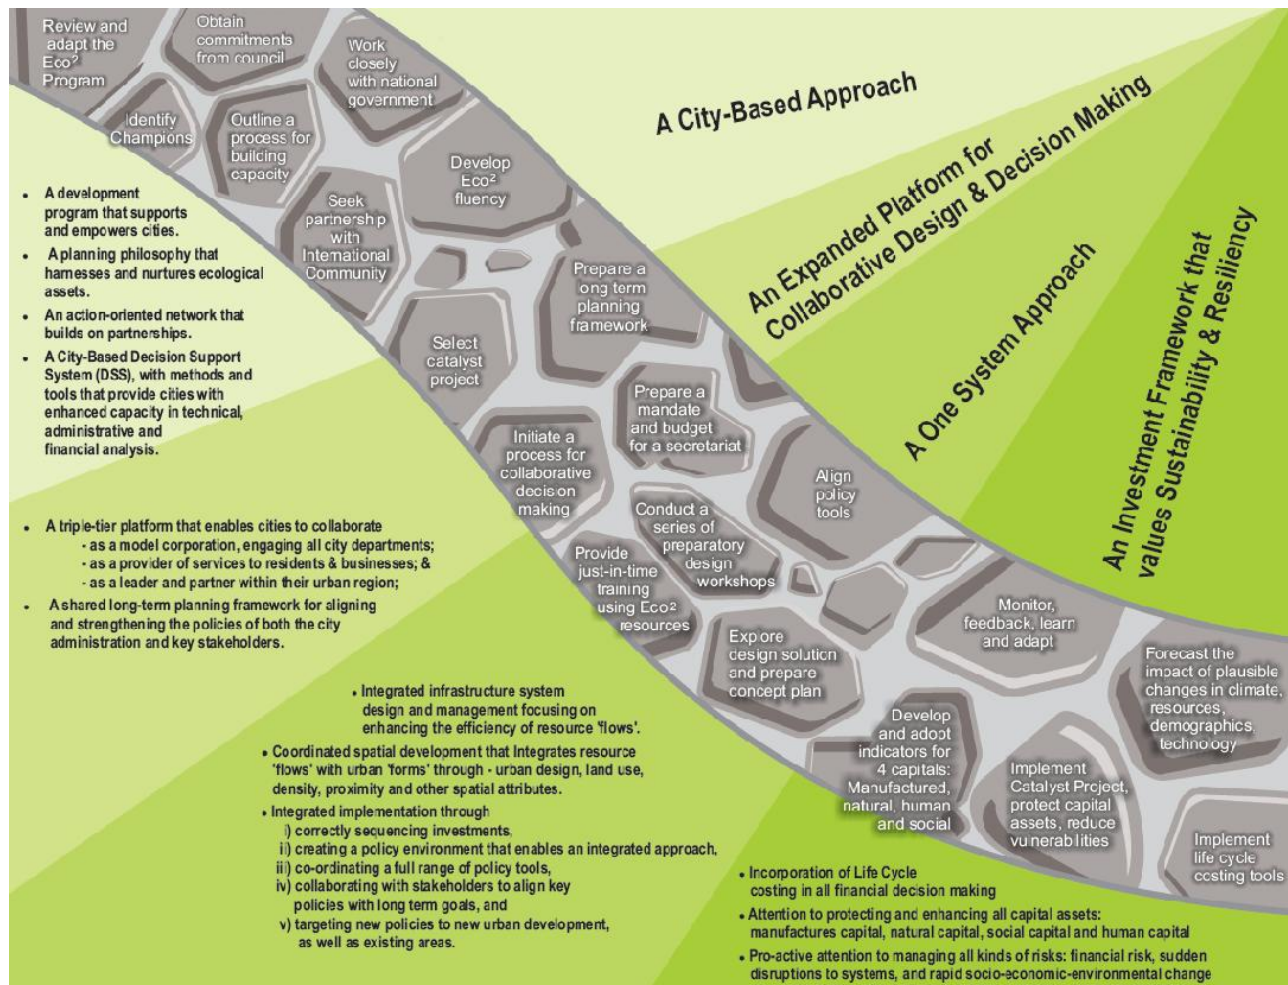 Review and
adapt the
Eco²
Program
Obtain
commitments
from council
Work
closely
with national
government
Identify
Champions
Outline a
process for
building
capacity
Develop
Eco²
fluency
Seek
partnership
with
International
Community
Prepare a
long term
planning
framework
Select
catalyst
project
Prepare a
mandate
and budget
for a secretariat
Initiate a
process for
collaborative
decision
making
Align
policy
tools
Conduct a
series of
preparatory
design
workshops
Provide
just-in-time
training
using Eco²
resources
Explore
design solution
and prepare
concept plan
Monitor,
feedback, learn
and adapt
Forecast the
impact of plausible
changes in climate,
resources,
demographics,
technology
Develop
and adopt
indicators for
4 capitals:
Manufactured,
natural, human
and social
Implement
Catalyst Project,
protect capital
assets, reduce
vulnerabilities
Implement
life cycle
costing tools
A City-Based Approach
An Expanded Platform for
Collaborative Design & Decision Making
A One System Approach
An Investment Framework that
values Sustainability & Resiliency
• A development
program that supports
and empowers cities.
• A planning philosophy that
harnesses and nurtures ecological
assets.
• An action-oriented network that
builds on partnerships.
• A City-Based Decision Support
System (DSS), with methods and
tools that provide cities with
enhanced capacity in technical,
administrative and
financial analysis.
• A triple-tier platform that enables cities to collaborate
- as a model corporation, engaging all city departments;
- as a provider of services to residents & businesses; &
- as a leader and partner within their urban region;
• A shared long-term planning framework for aligning
and strengthening the policies of both the city
administration and key stakeholders.
• Integrated infrastructure system
design and management focusing on
enhancing the efficiency of resource 'flows'.
• Coordinated spatial development that Integrates resource
'flows' with urban 'forms' through - urban design, land use,
density, proximity and other spatial attributes.
• Integrated implementation through
i) correctly sequencing investments,
ii) creating a policy environment that enables an integrated approach,
iii) co-ordinating a full range of policy tools,
iv) collaborating with stakeholders to align key
policies with long term goals, and
v) targeting new policies to new urban development,
as well as existing areas.
• Incorporation of Life Cycle
costing in all financial decision making
• Attention to protecting and enhancing all capital assets:
manufactures capital, natural capital, social capital and human capital
• Pro-active attention to managing all kinds of risks: financial risk, sudden
disruptions to systems, and rapid socio-economic-environmental change